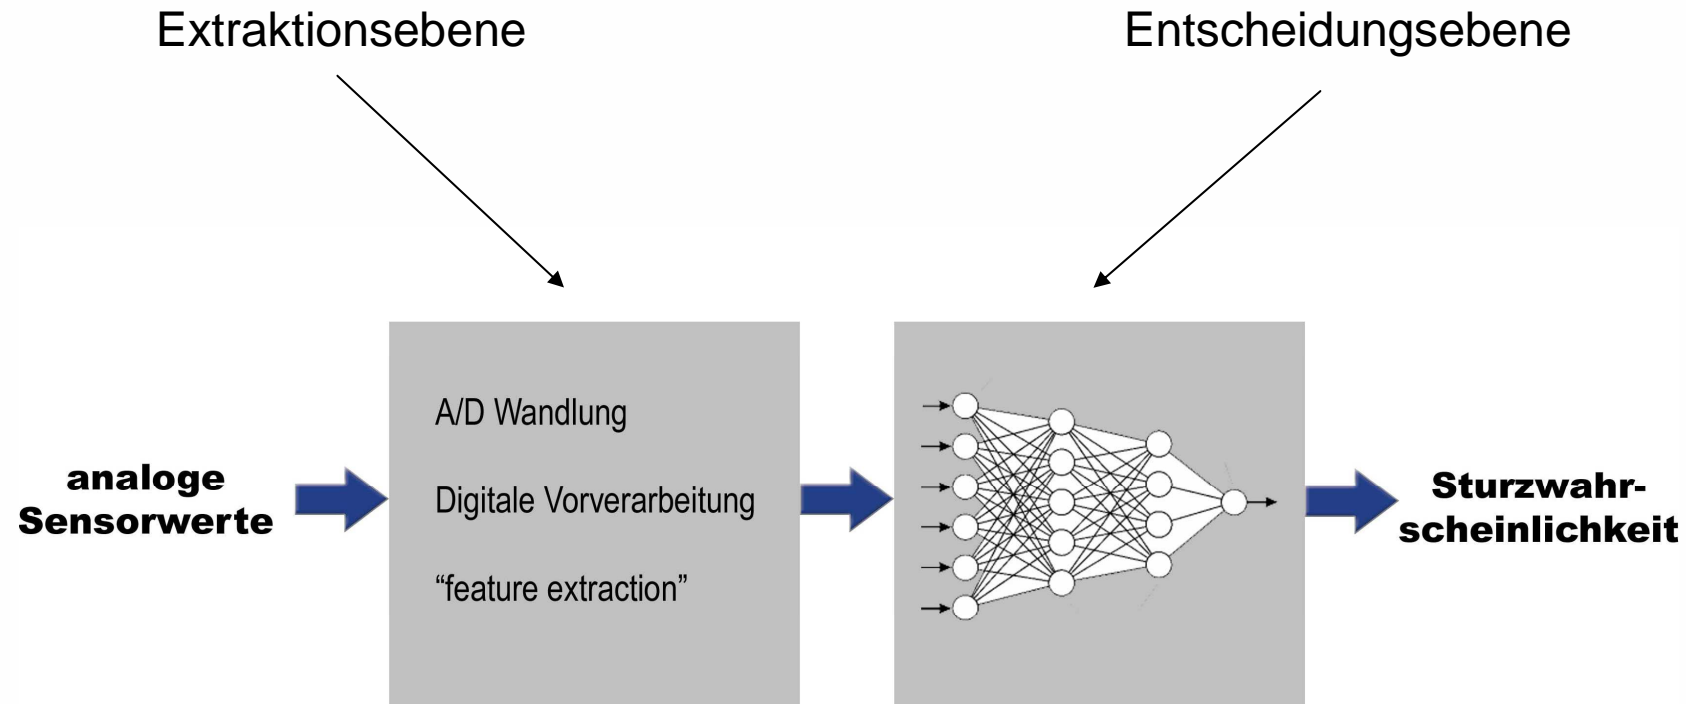 Extraktionsebene
Entscheidungsebene
analoge
Sensorwerte
A/D Wandlung
Digitale Vorverarbeitung
“feature extraction”
Sturzwahr-
scheinlichkeit